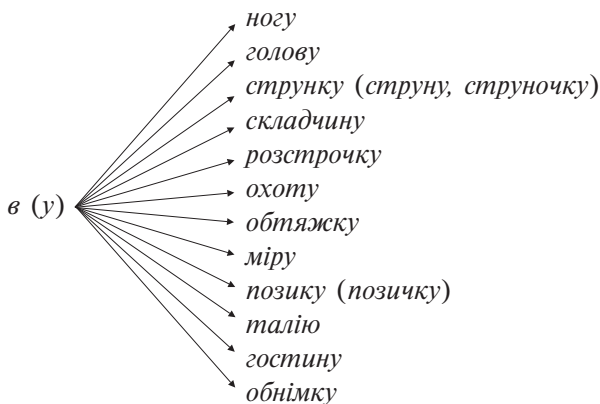 ногу
голову
струнку (струну, струночку)
складчину
розстрочку
охоту
в (у)
обтяжку
міру
позику (позичку)
талію
гостину
обнімку